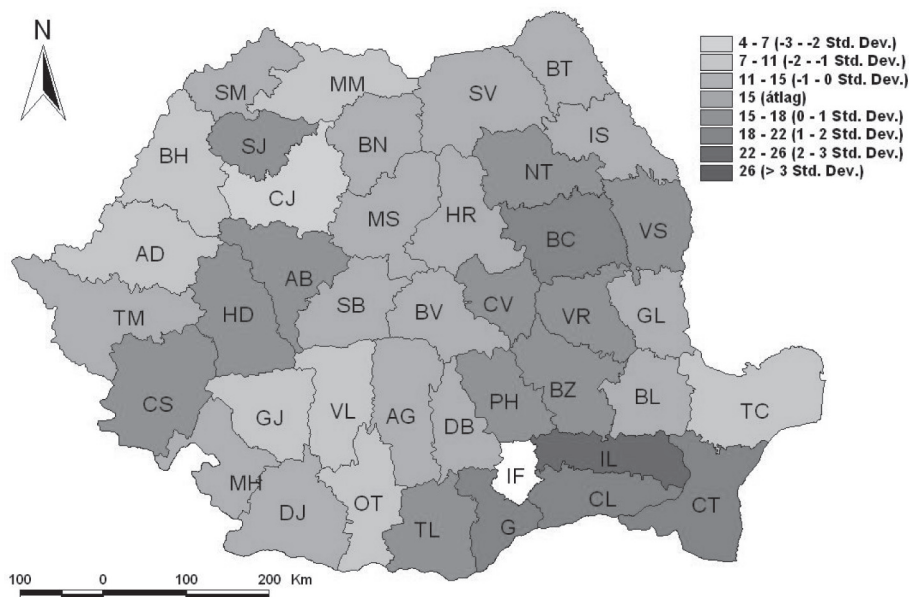 N
4 - 7 (-3 - -2 Std. Dev.)
7 - 11 (-2 - -1 Std. Dev.)
11 - 15 (-1 - 0 Std. Dev.)
15 (átlag)
15 - 18 (0 - 1 Std. Dev.)
18 - 22 (1 - 2 Std. Dev.)
22 - 26 (2 - 3 Std. Dev.)
26 (> 3 Std. Dev.)
BT
SM
MM
SV
IS
SJ
BN
BH
NT
CJ
MS
HR
VS
BC
AD
AB
CV
SB
BV
TM
HD
VR
GL
CS
GJ
VL
AG
DB
PH
BZ
BL
TC
IL
IF
MH
DJ
OT
TL
G
CL
CT
100 0 100 200 Km